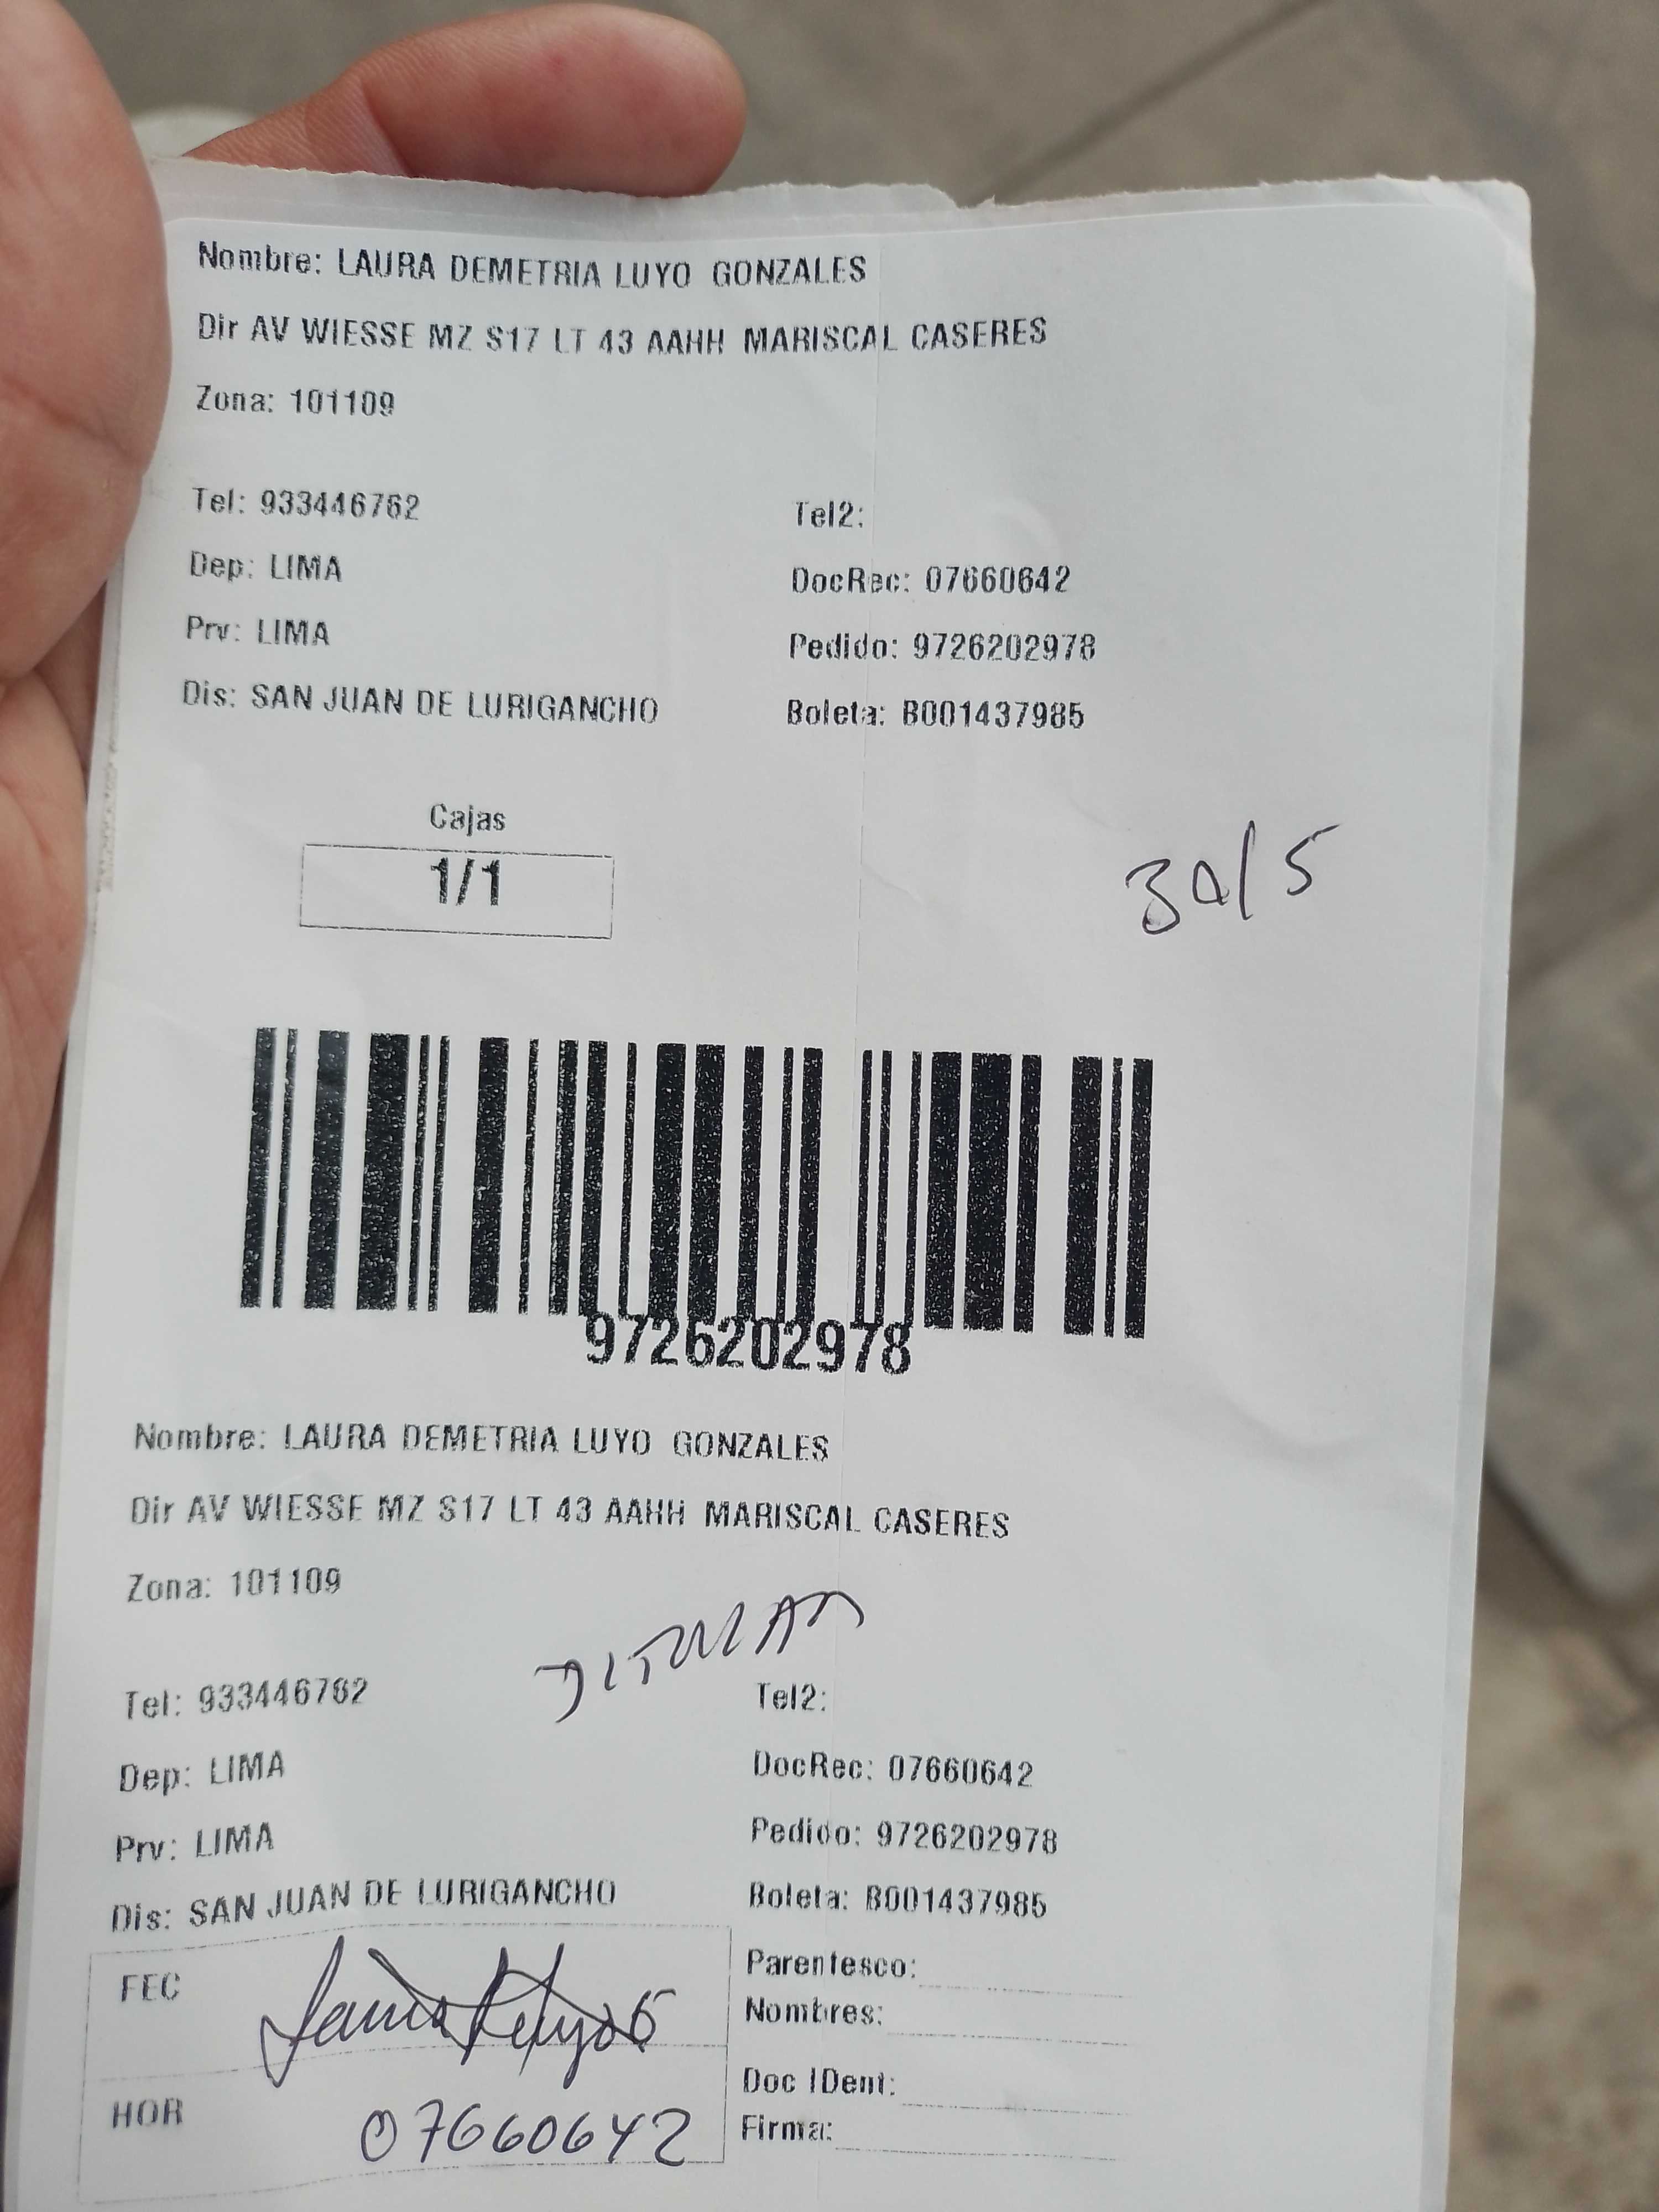 Nombre: LAURA DEMETRIA LUYO GONZALES
Dir AV WIESSE MZ S17 LT 43 AAHH MARISCAL CASERES
Zona: 101109
Tel: 933446762
Tel2:
Dep: LIMA
DocRec: 07660642
Prv: LIMA
Pedido: 9726202978
Dis: SAN JUAN DE LURIGANCHO
Boleta: B001437985
Cajas
1/1
30/5
9726202978
Nombre: LAURA DEMETRIA LUYO GONZALES
Dir AV WIESSE MZ S17 LT 43 AAHH MARISCAL CASERES
Zona: 101109
Tel: 933446762
Tel2:
Dep: LIMA
DocRec: 07660642
Prv: LIMA
Pedido: 9726202978
Dis: SAN JUAN DE LURIGANCHO
Boleta: B001437985
FEC
Parentesco:
Nombres:
HOR
07660642
Doc IDent:
Firma: